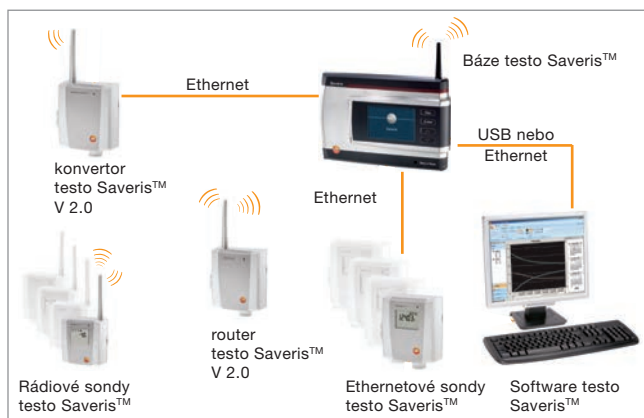 Báze testo Saveris™
Ethernet
USB nebo
Ethernet
konvertor
testo Saveris™
V 2.0
Ethernet
router
testo Saveris™
V 2.0
Rádiové sondy
testo Saveris™
Ethernetové sondy
testo Saveris™
Software testo
Saveris™